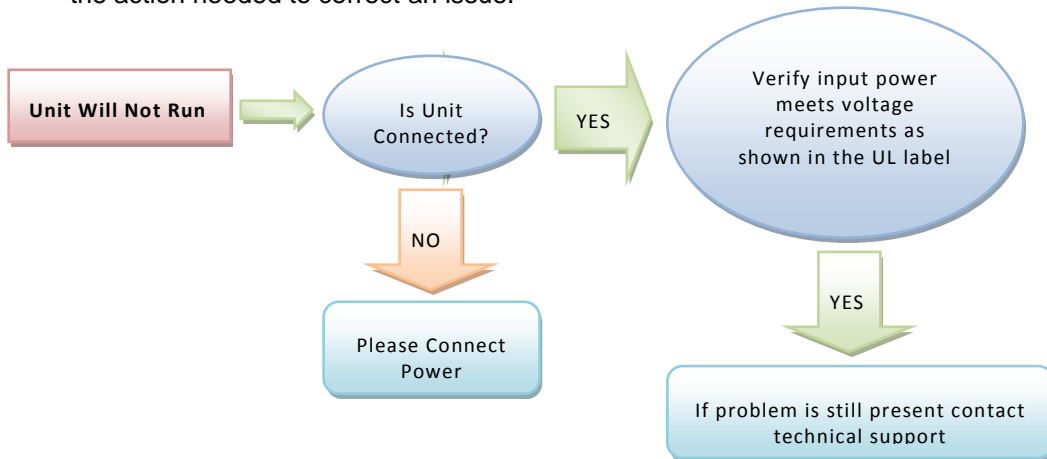 the action needed to correct an issue.
Unit Will Not Run
Is Unit
Connected?
YES
Verify input power
meets voltage
requirements as
shown in the UL label
NO
YES
Please Connect
Power
If problem is still present contact
technical support